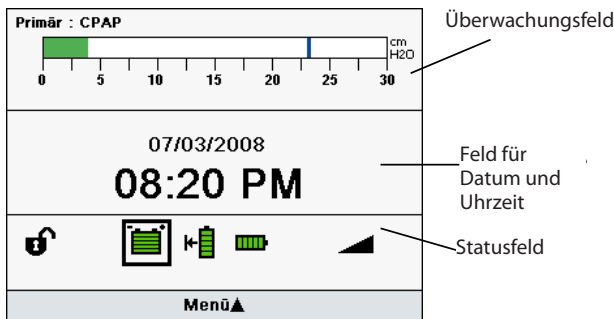 Primär : CPAP
cm
H2O
0 5 10 15 20 25 30
Überwachungsfeld
07/03/2008
08:20 PM
Feld für
Datum und
Uhrzeit
Statusfeld
Menü▲